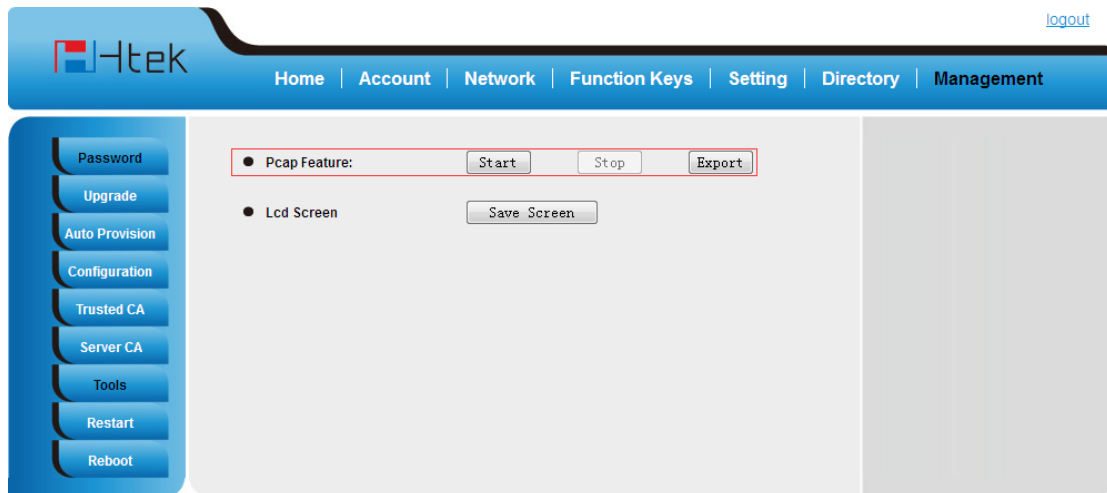 logout
Htek
Home | Account | Network | Function Keys | Setting | Directory | Management
Password
Upgrade
Auto Provision
Configuration
Trusted CA
Server CA
Tools
Restart
Reboot
Pcap Feature: Start Stop Export
Lcd Screen Save Screen